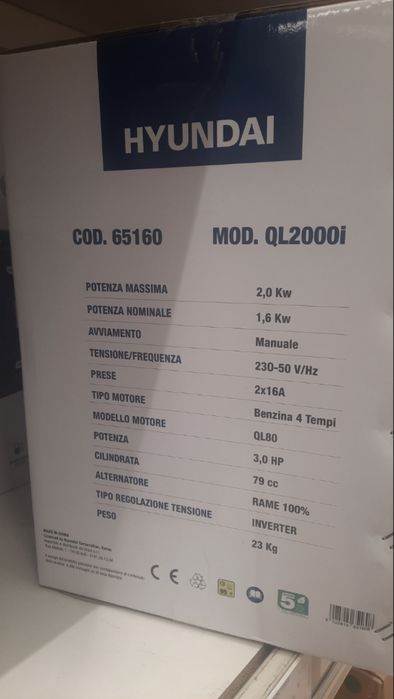 HYUNDAI
COD. 65160 MOD. QL2000i
POTENZA MASSIMA 2,0 Kw
POTENZA NOMINALE 1,6 Kw
AVVIAMENTO Manuale
TENSIONE/FREQUENZA 230-50 V/Hz
PRESE 2x16A
TIPO MOTORE Benzina 4 Tempi
MODELLO MOTORE QL80
POTENZA 3,0 HP
CILINDRATA 79 cc
ALTERNATORE RAME 100%
TIPO REGOLAZIONE TENSIONE INVERTER
PESO 23 Kg
MADE IN CHINA
CE
5